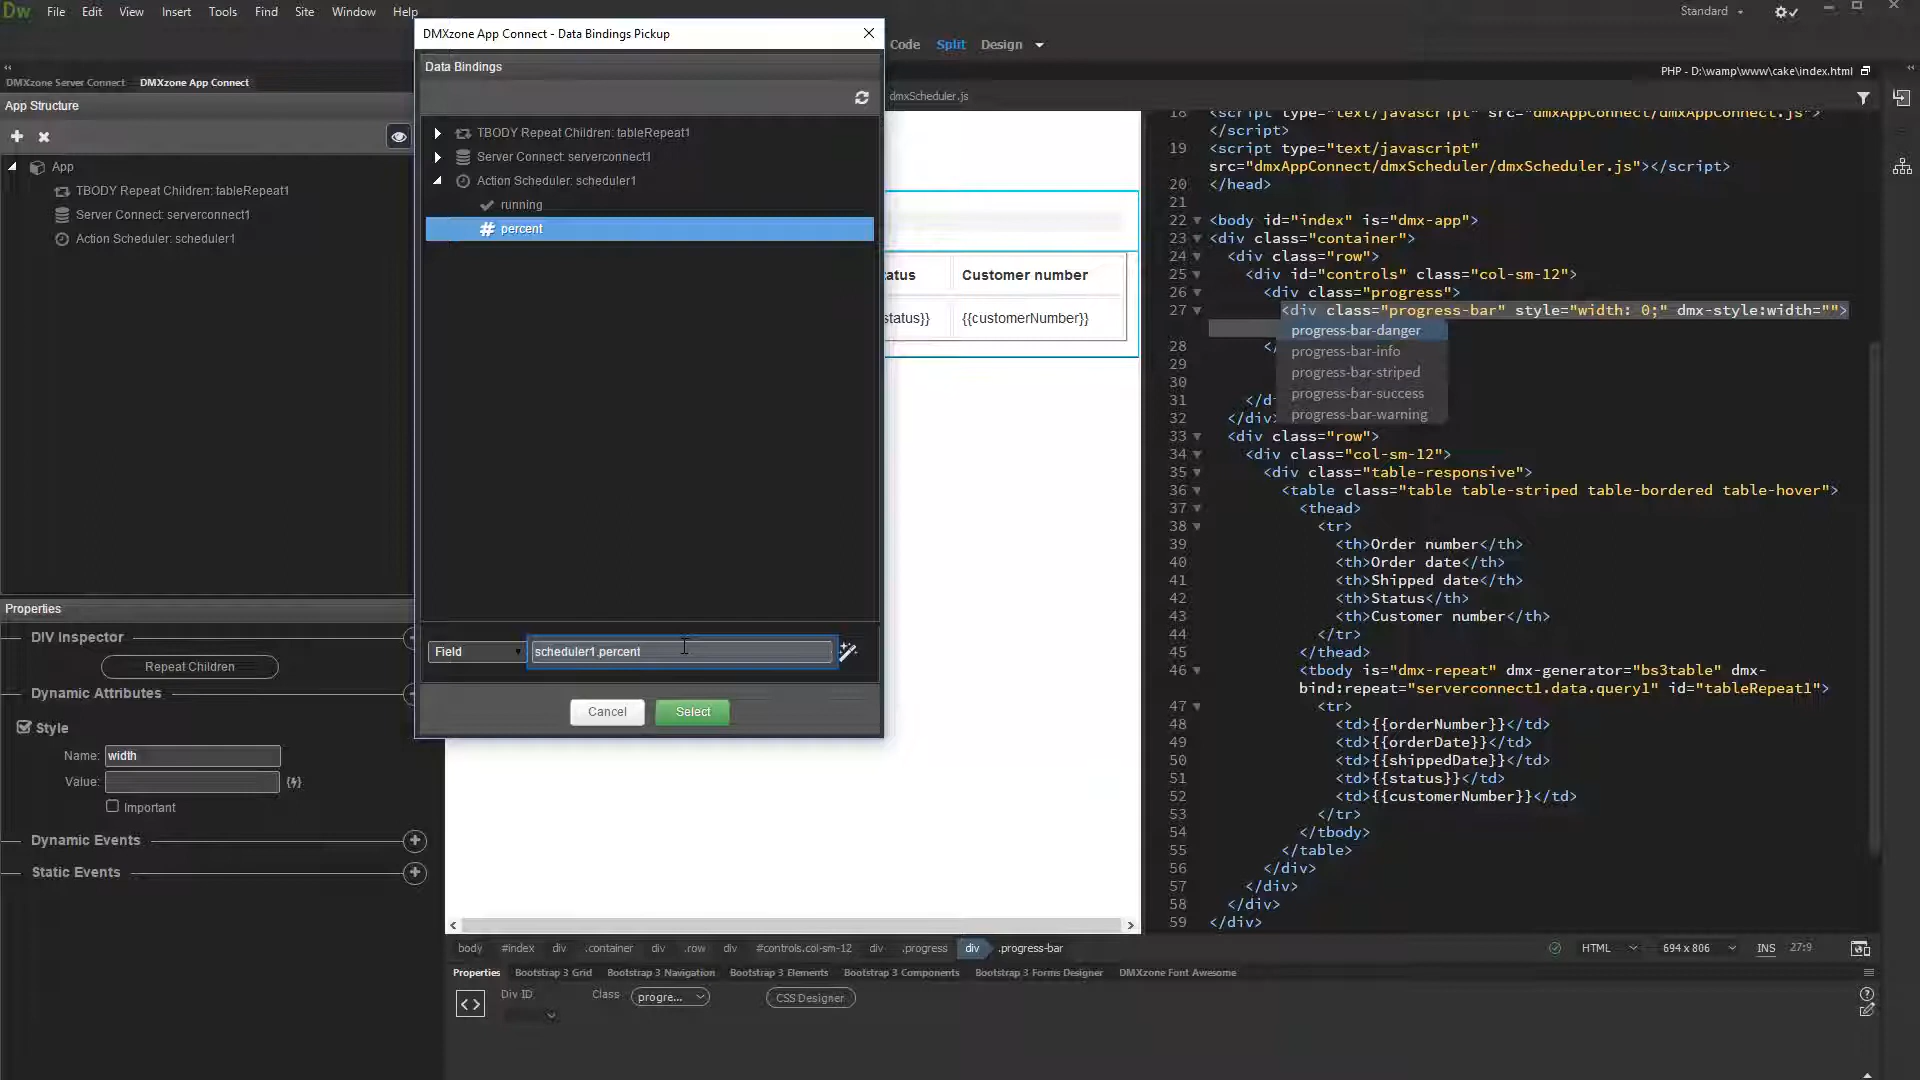 Dw File Edit View Insert Commands Tools Find Site Window Help
Standard
DMXzone App Connect - Data Bindings Pickup
Code Split Design
Data Bindings
PHP - D:\wamp\www\cake\index.html
DMXzone Server Connect DMXzone App Connect
dmxScheduler.js
App Structure
App
TBODY Repeat Children: tableRepeat1
Server Connect: serverconnect1
Action Scheduler: scheduler1
TBODY Repeat Children: tableRepeat1
Server Connect: serverconnect1
Action Scheduler: scheduler1
running
percent
Field scheduler1.percent
Cancel Select
atus Customer number
status}} {{customerNumber}}
18 <script type="text/javascript" src="dmxAppConnect/dmxAppConnect.js">
</script>
19 <script type="text/javascript"
src="dmxAppConnect/dmxScheduler/dmxScheduler.js"></script>
20 </head>
21
22 <body id="index" is="dmx-app">
23 <div class="container">
24 <div class="row">
25 <div id="controls" class="col-sm-12">
26 <div class="progress">
27 <div class="progress-bar" style="width: 0;" dmx-style:width="">
progress-bar-danger
progress-bar-info
progress-bar-striped
progress-bar-success
progress-bar-warning
28 </
29
30
31 </d
32 </div>
33 <div class="row">
34 <div class="col-sm-12">
35 <div class="table-responsive">
36 <table class="table table-striped table-bordered table-hover">
37 <thead>
38 <tr>
39 <th>Order number</th>
40 <th>Order date</th>
41 <th>Shipped date</th>
42 <th>Status</th>
43 <th>Customer number</th>
44 </tr>
45 </thead>
46 <tbody is="dmx-repeat" dmx-generator="bs3table" dmx-
bind:repeat="serverconnect1.data.query1" id="tableRepeat1">
47 <tr>
48 <td>{{orderNumber}}</td>
49 <td>{{orderDate}}</td>
50 <td>{{shippedDate}}</td>
51 <td>{{status}}</td>
52 <td>{{customerNumber}}</td>
53 </tr>
54 </tbody>
55 </table>
56 </div>
57 </div>
58 </div>
59 </div>
Properties
DIV Inspector
Repeat Children
Dynamic Attributes
Style
Name: width
Value:
Important
Dynamic Events
Static Events
body #index div .container div .row div #controls.col-sm-12 div .progress div .progress-bar
HTML 694 x 806 INS 27:9
Properties Bootstrap 3 Grid Bootstrap 3 Navigation Bootstrap 3 Elements Bootstrap 3 Components Bootstrap 3 Forms Designer DMXzone Font Awesome
Div ID Class progre... CSS Designer